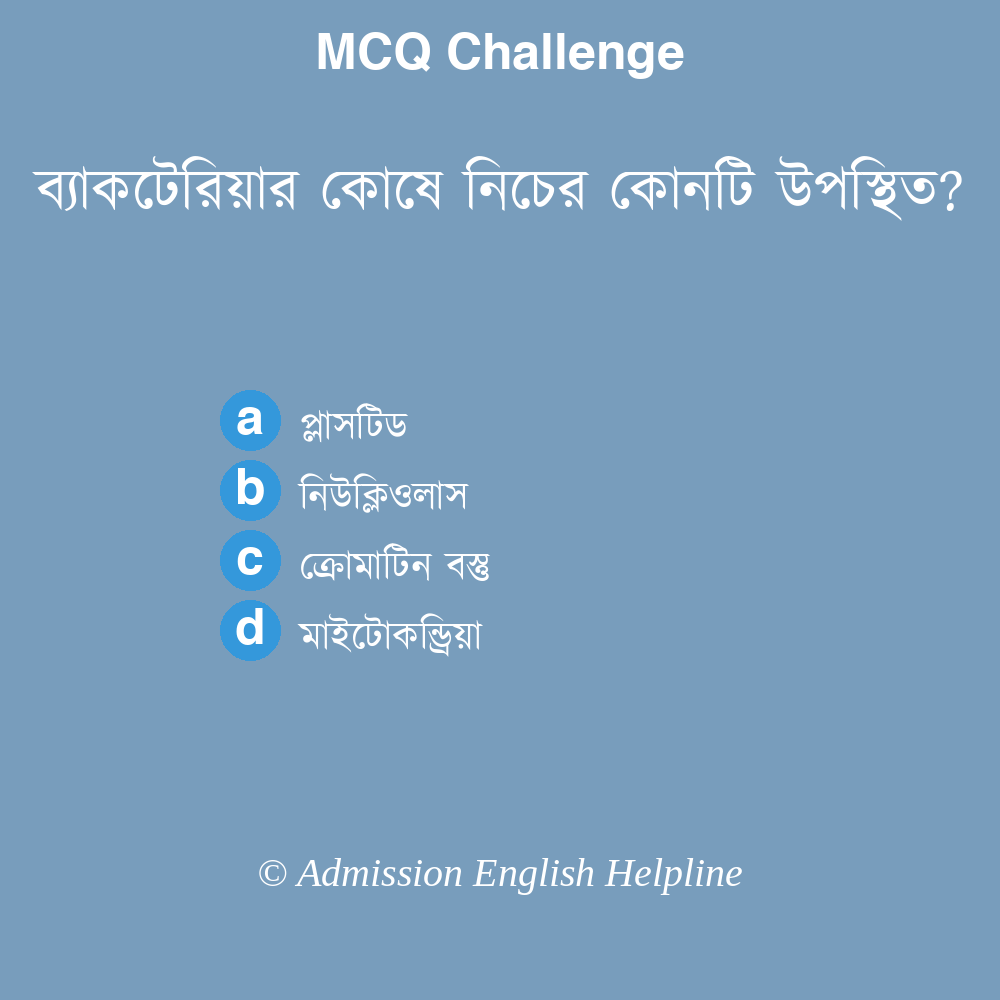 MCQ Challenge
ব্যাকটেরিয়ার কোষে নিচের কোনটি উপস্থিত?
a প্লাসটিড
b নিউক্লিওলাস
c ক্রোমাটিন বস্তু
d মাইটোকন্ড্রিয়া
© Admission English Helpline